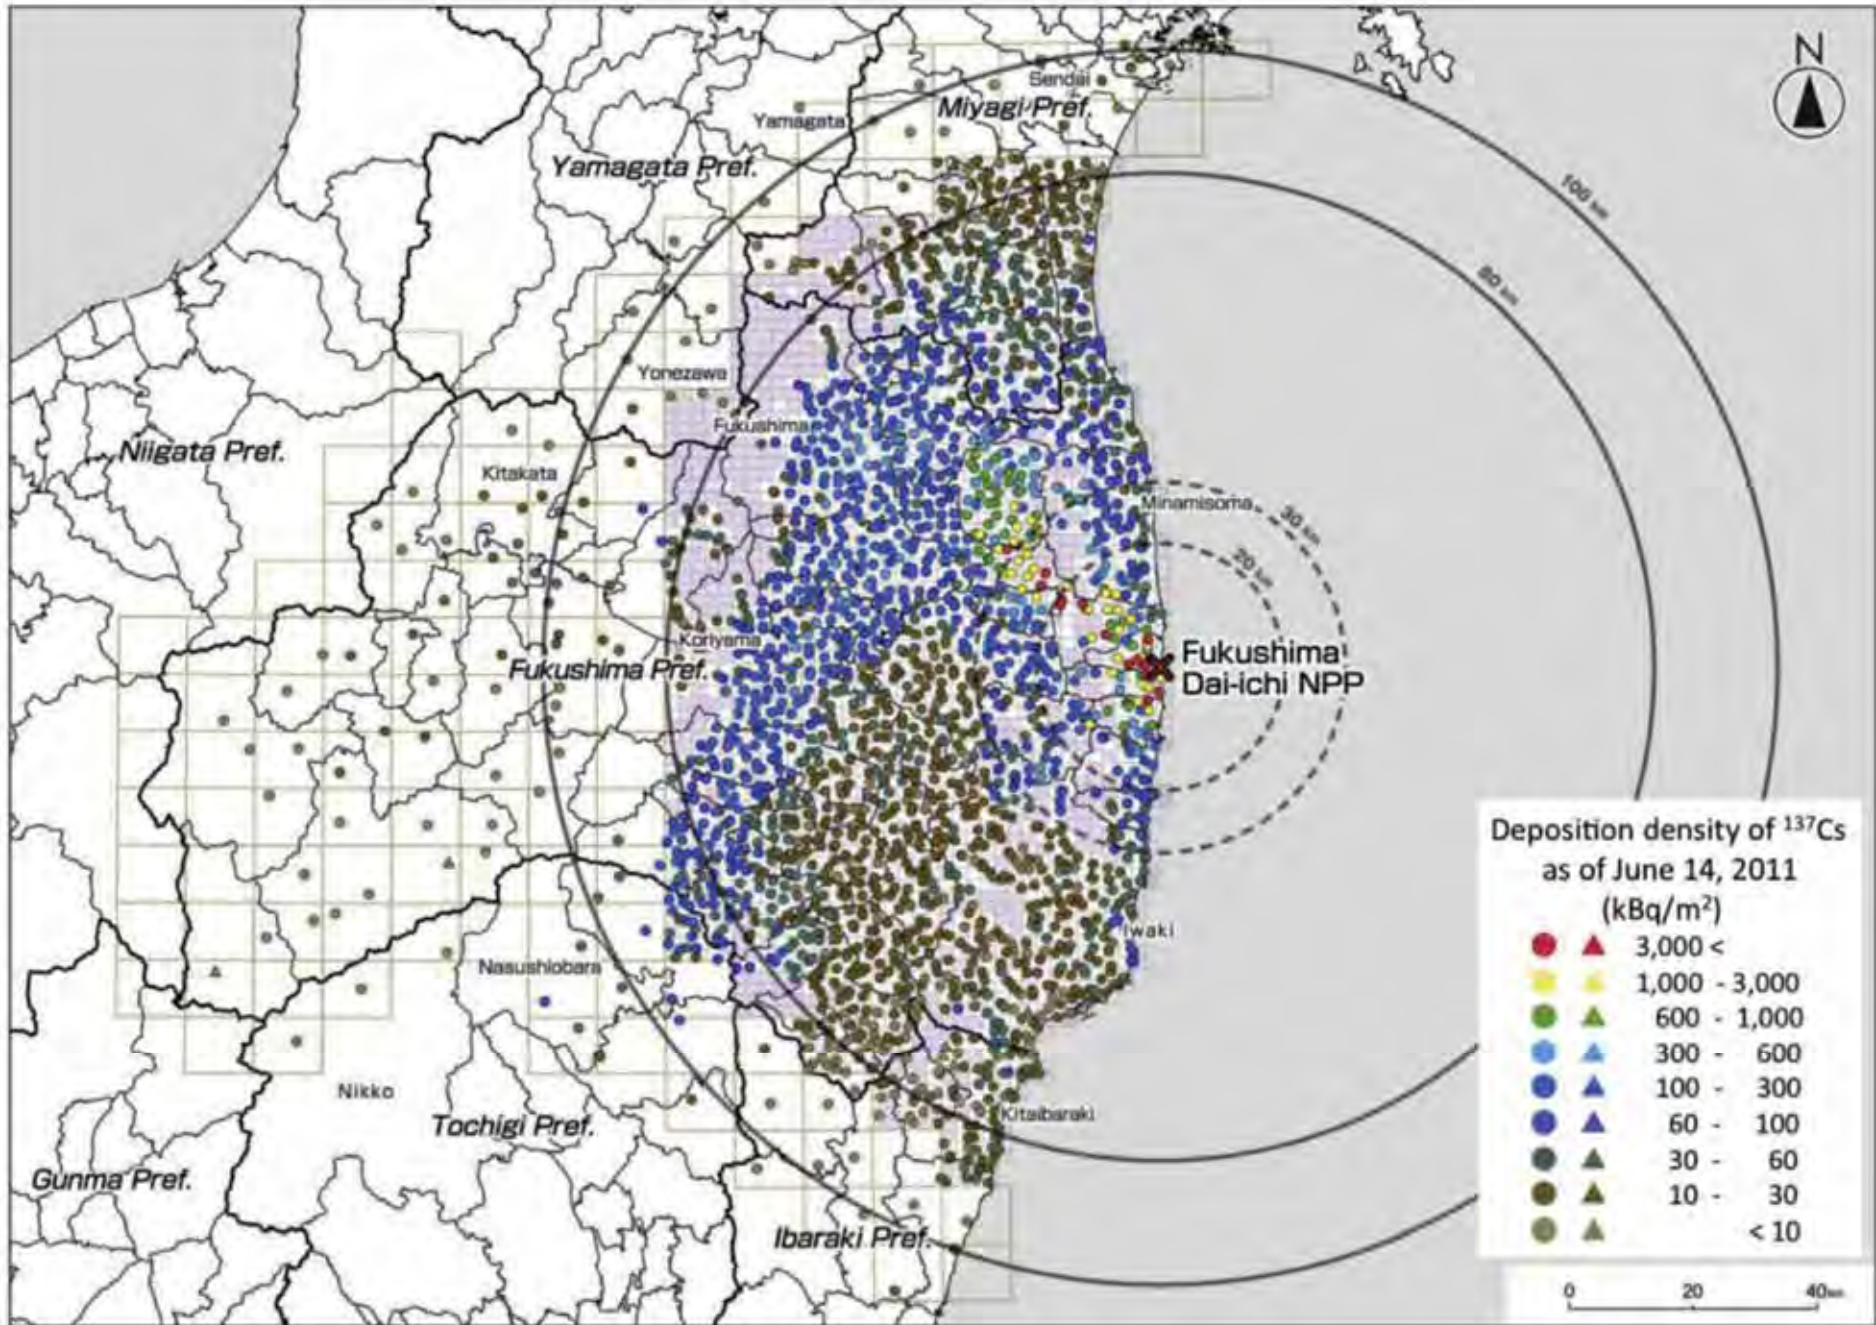 N
Sendai
Miyagi Pref.
Yamagata
Yamagata Pref.
100 km
80 km
Yonezawa
Fukushima
Niigata Pref.
Kitakata
Minamisoma
30 km
20 km
Koriyama
Fukushima Pref.
Fukushima
Dai-ichi NPP
Iwaki
Nasushiobara
Nikko
Tochigi Pref.
Kitaibaraki
Gunma Pref.
Ibaraki Pref.
Deposition density of ¹³⁷Cs
as of June 14, 2011
(kBq/m²)
3,000 <
1,000 - 3,000
600 - 1,000
300 - 600
100 - 300
60 - 100
30 - 60
10 - 30
< 10
0 20 40km